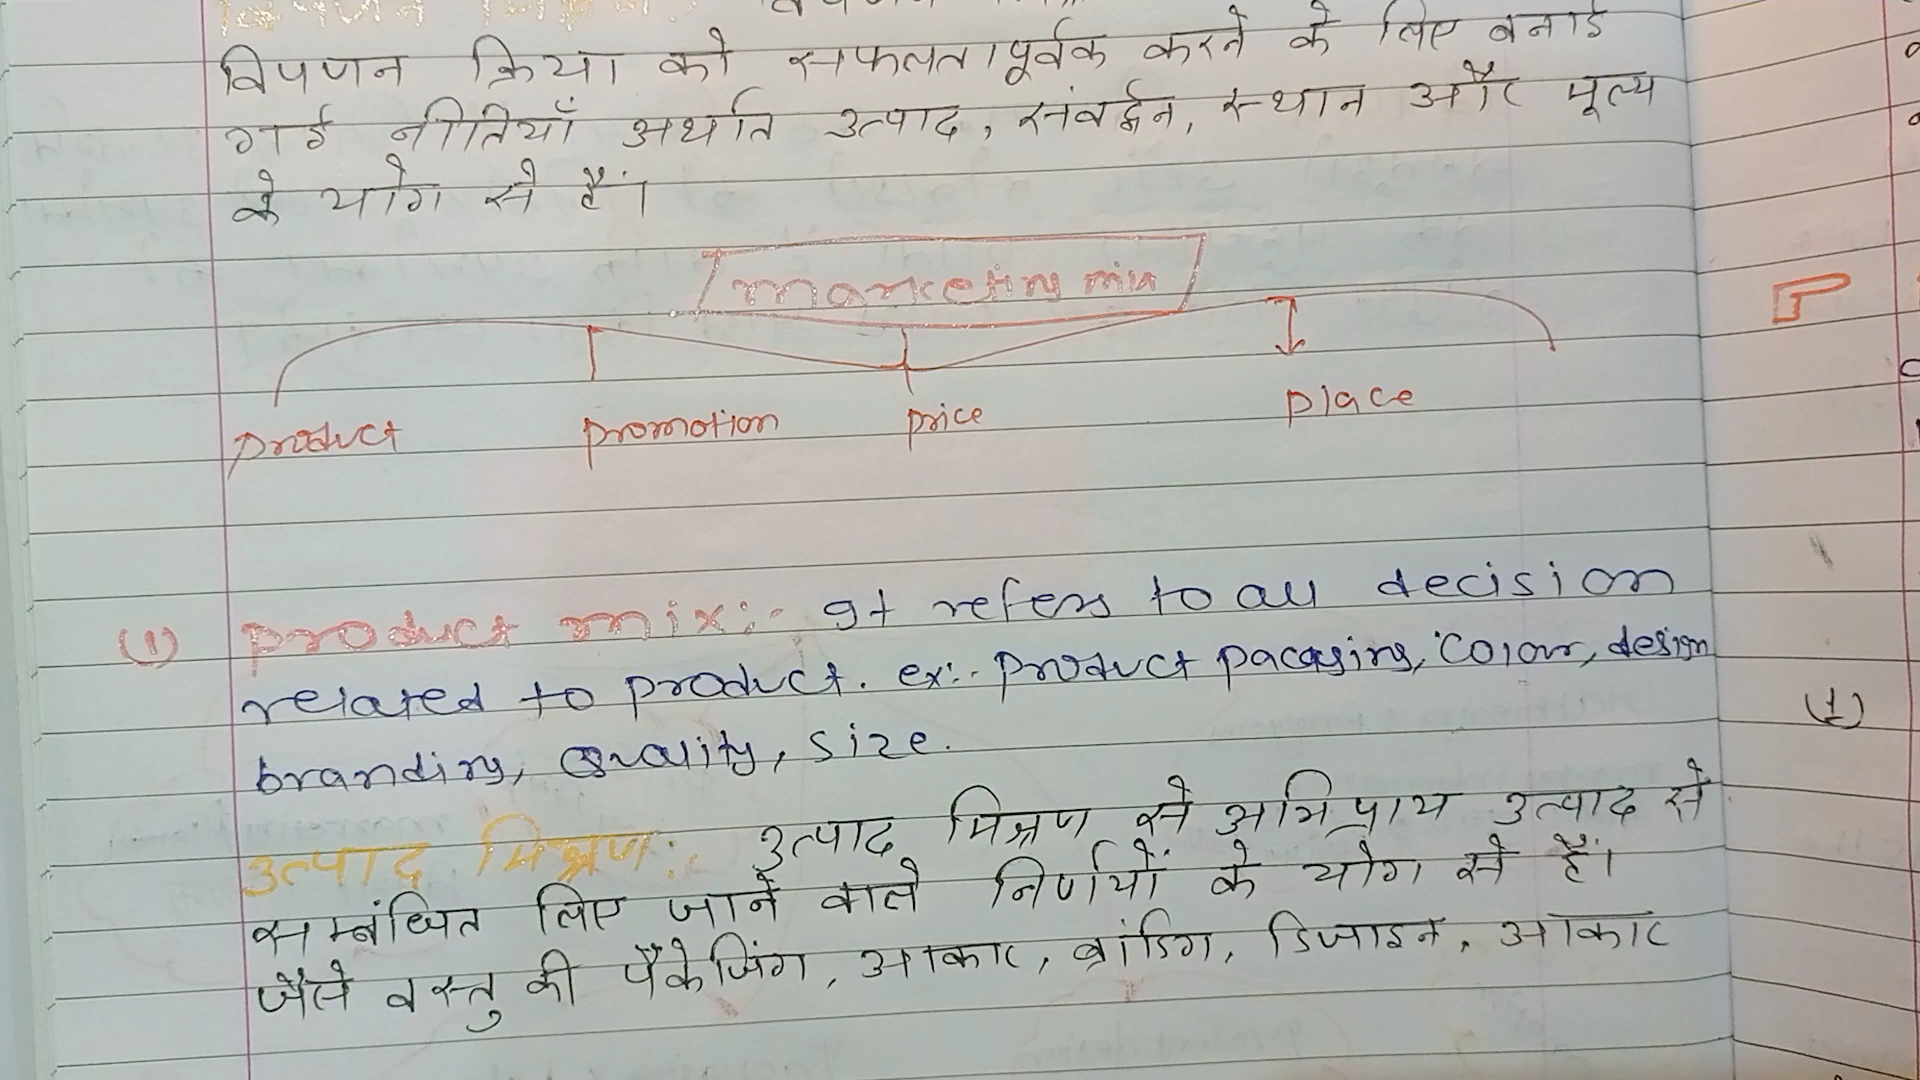 विपणन क्रिया को सफलतापूर्वक करने के लिए बनाई
गई नीतियाँ अर्थात उत्पाद, संवर्द्धन, स्थान और मूल्य
के योग से हैं।
marketing mix
product promotion price place
(1) product mix:- It refers to all decision
related to product. ex:- product pacaging, colour, design
branding, Quality, size.
उत्पाद मिश्रण:- उत्पाद मिश्रण से अभिप्राय उत्पाद से
सम्बंधित लिए जाने वाले निर्णयों के योग से हैं।
जैसे वस्तु की पैकेजिंग, आकार, ब्रांडिग, डिजाइन, आकार